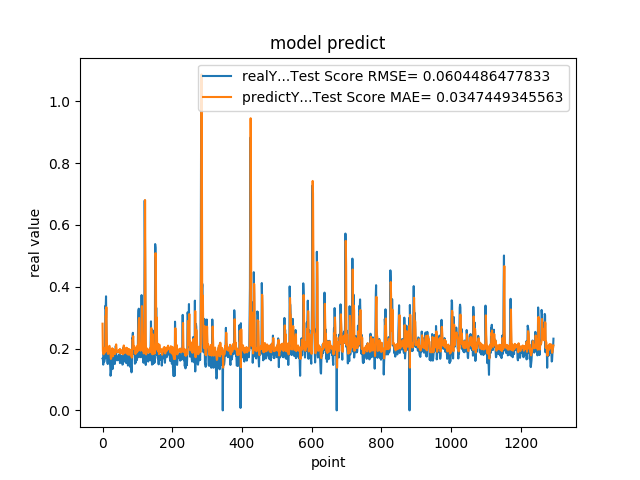 model predict
realY...Test Score RMSE= 0.0604486477833
predictY...Test Score MAE= 0.0347449345563
1.0
0.8
0.6
0.4
0.2
0.0
real value
0 200 400 600 800 1000 1200
point